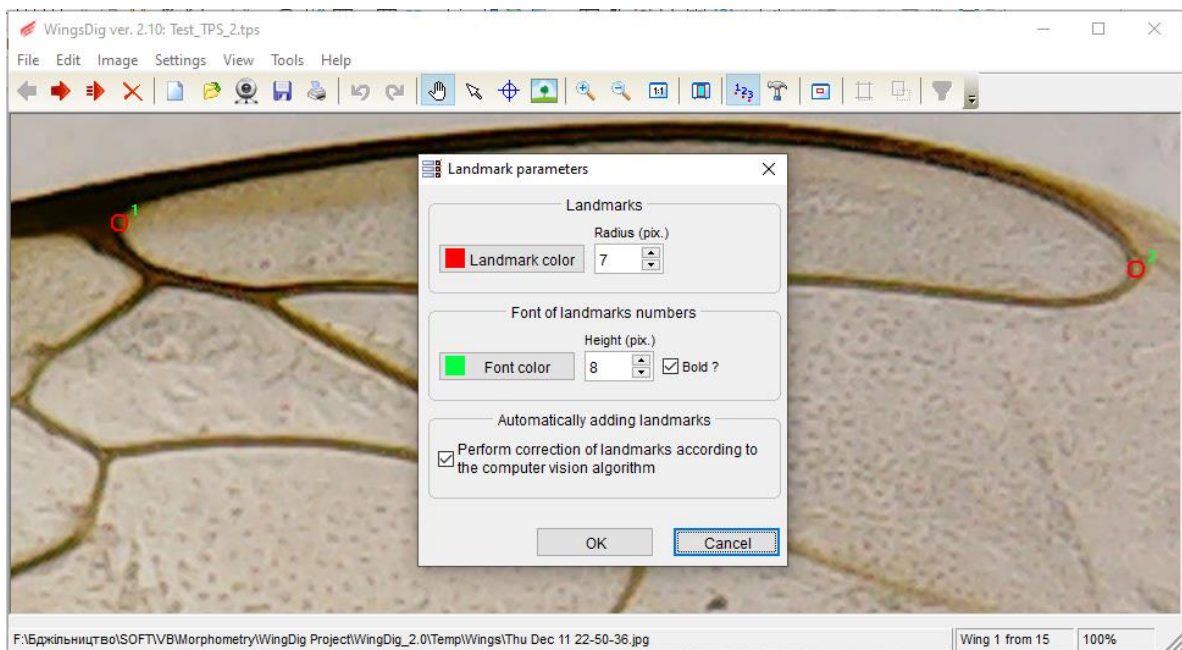 WingsDig ver. 2.10: Test_TPS_2.tps
File Edit Image Settings View Tools Help
1:1 123
Landmark parameters
1
Landmarks
Radius (pix.)
Landmark color 7
2
Font of landmarks numbers
Height (pix.)
Font color 8 Bold ?
Automatically adding landmarks
Perform correction of landmarks according to
the computer vision algorithm
OK Cancel
F:\Бджільництво\SOFT\VB\Morphometry\WingDig Project\WingDig_2.0\Temp\Wings\Thu Dec 11 22-50-36.jpg Wing 1 from 15 100%